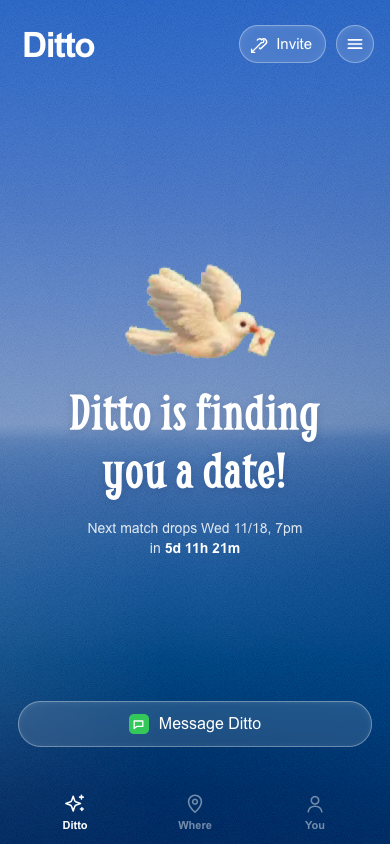 Ditto
Invite
Ditto is finding
you a date!
Next match drops Wed 11/18, 7pm
in 5d 11h 21m
Message Ditto
Ditto
Where
You